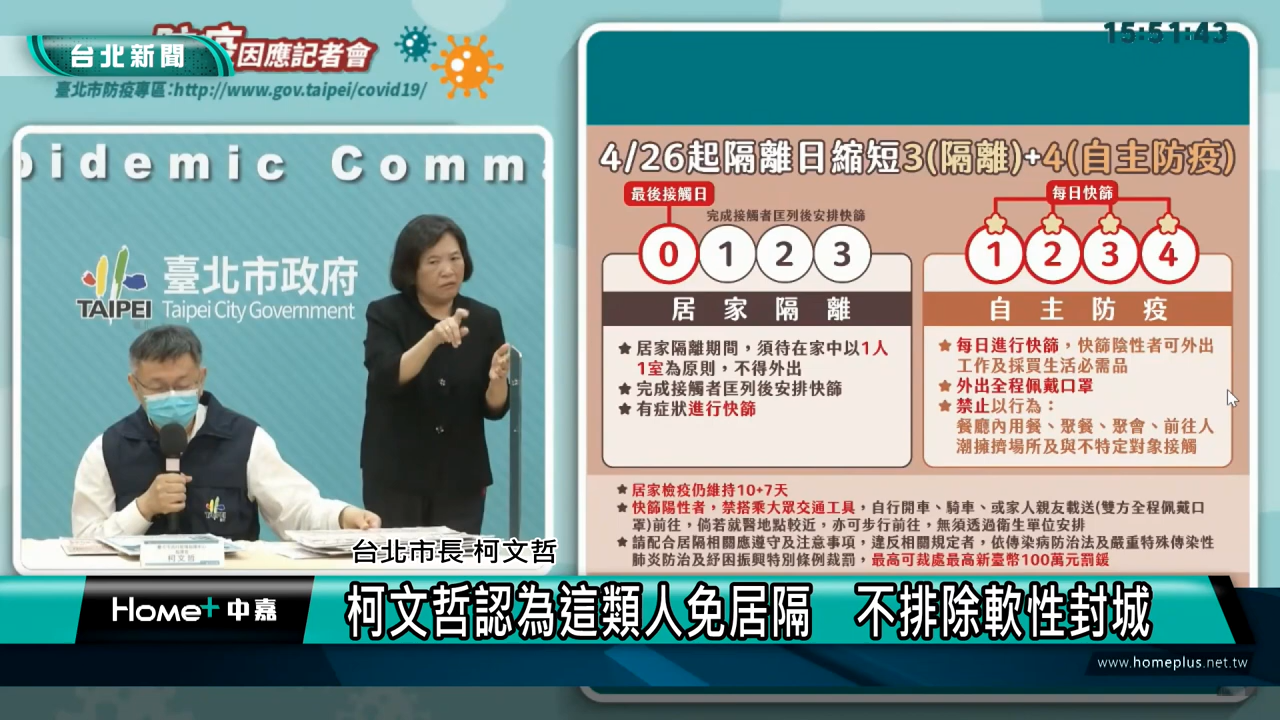 台北新聞
防疫因應記者會
臺北市防疫專區:http://www.gov.taipei/covid19/
15:51:43
pidemic Comma
TAIPEI
臺北市政府
Taipei City Government
柯文哲
台北市長 柯文哲
4/26起隔離日縮短3(隔離)+4(自主防疫)
最後接觸日
完成接觸者匡列後安排快篩
0 1 2 3
居家隔離
★居家隔離期間，須待在家中以1人
1室為原則，不得外出
★完成接觸者匡列後安排快篩
★有症狀進行快篩
每日快篩
1 2 3 4
自主防疫
★每日進行快篩，快篩陰性者可外出
工作及採買生活必需品
★外出全程佩戴口罩
★禁止以行為：
餐廳內用餐、聚餐、聚會、前往人
潮擁擠場所及與不特定對象接觸
★居家檢疫仍維持10+7天
★快篩陽性者，禁搭乘大眾交通工具，自行開車、騎車、或家人親友載送(雙方全程佩戴口
罩)前往，倘若就醫地點較近，亦可步行前往，無須透過衛生單位安排
★請配合居隔相關應遵守及注意事項，違反相關規定者，依傳染病防治法及嚴重特殊傳染性
肺炎防治及紓困振興特別條例裁罰，最高可裁處最高新臺幣100萬元罰鍰
Home+中嘉
柯文哲認為這類人免居隔 不排除軟性封城
www.homeplus.net.tw